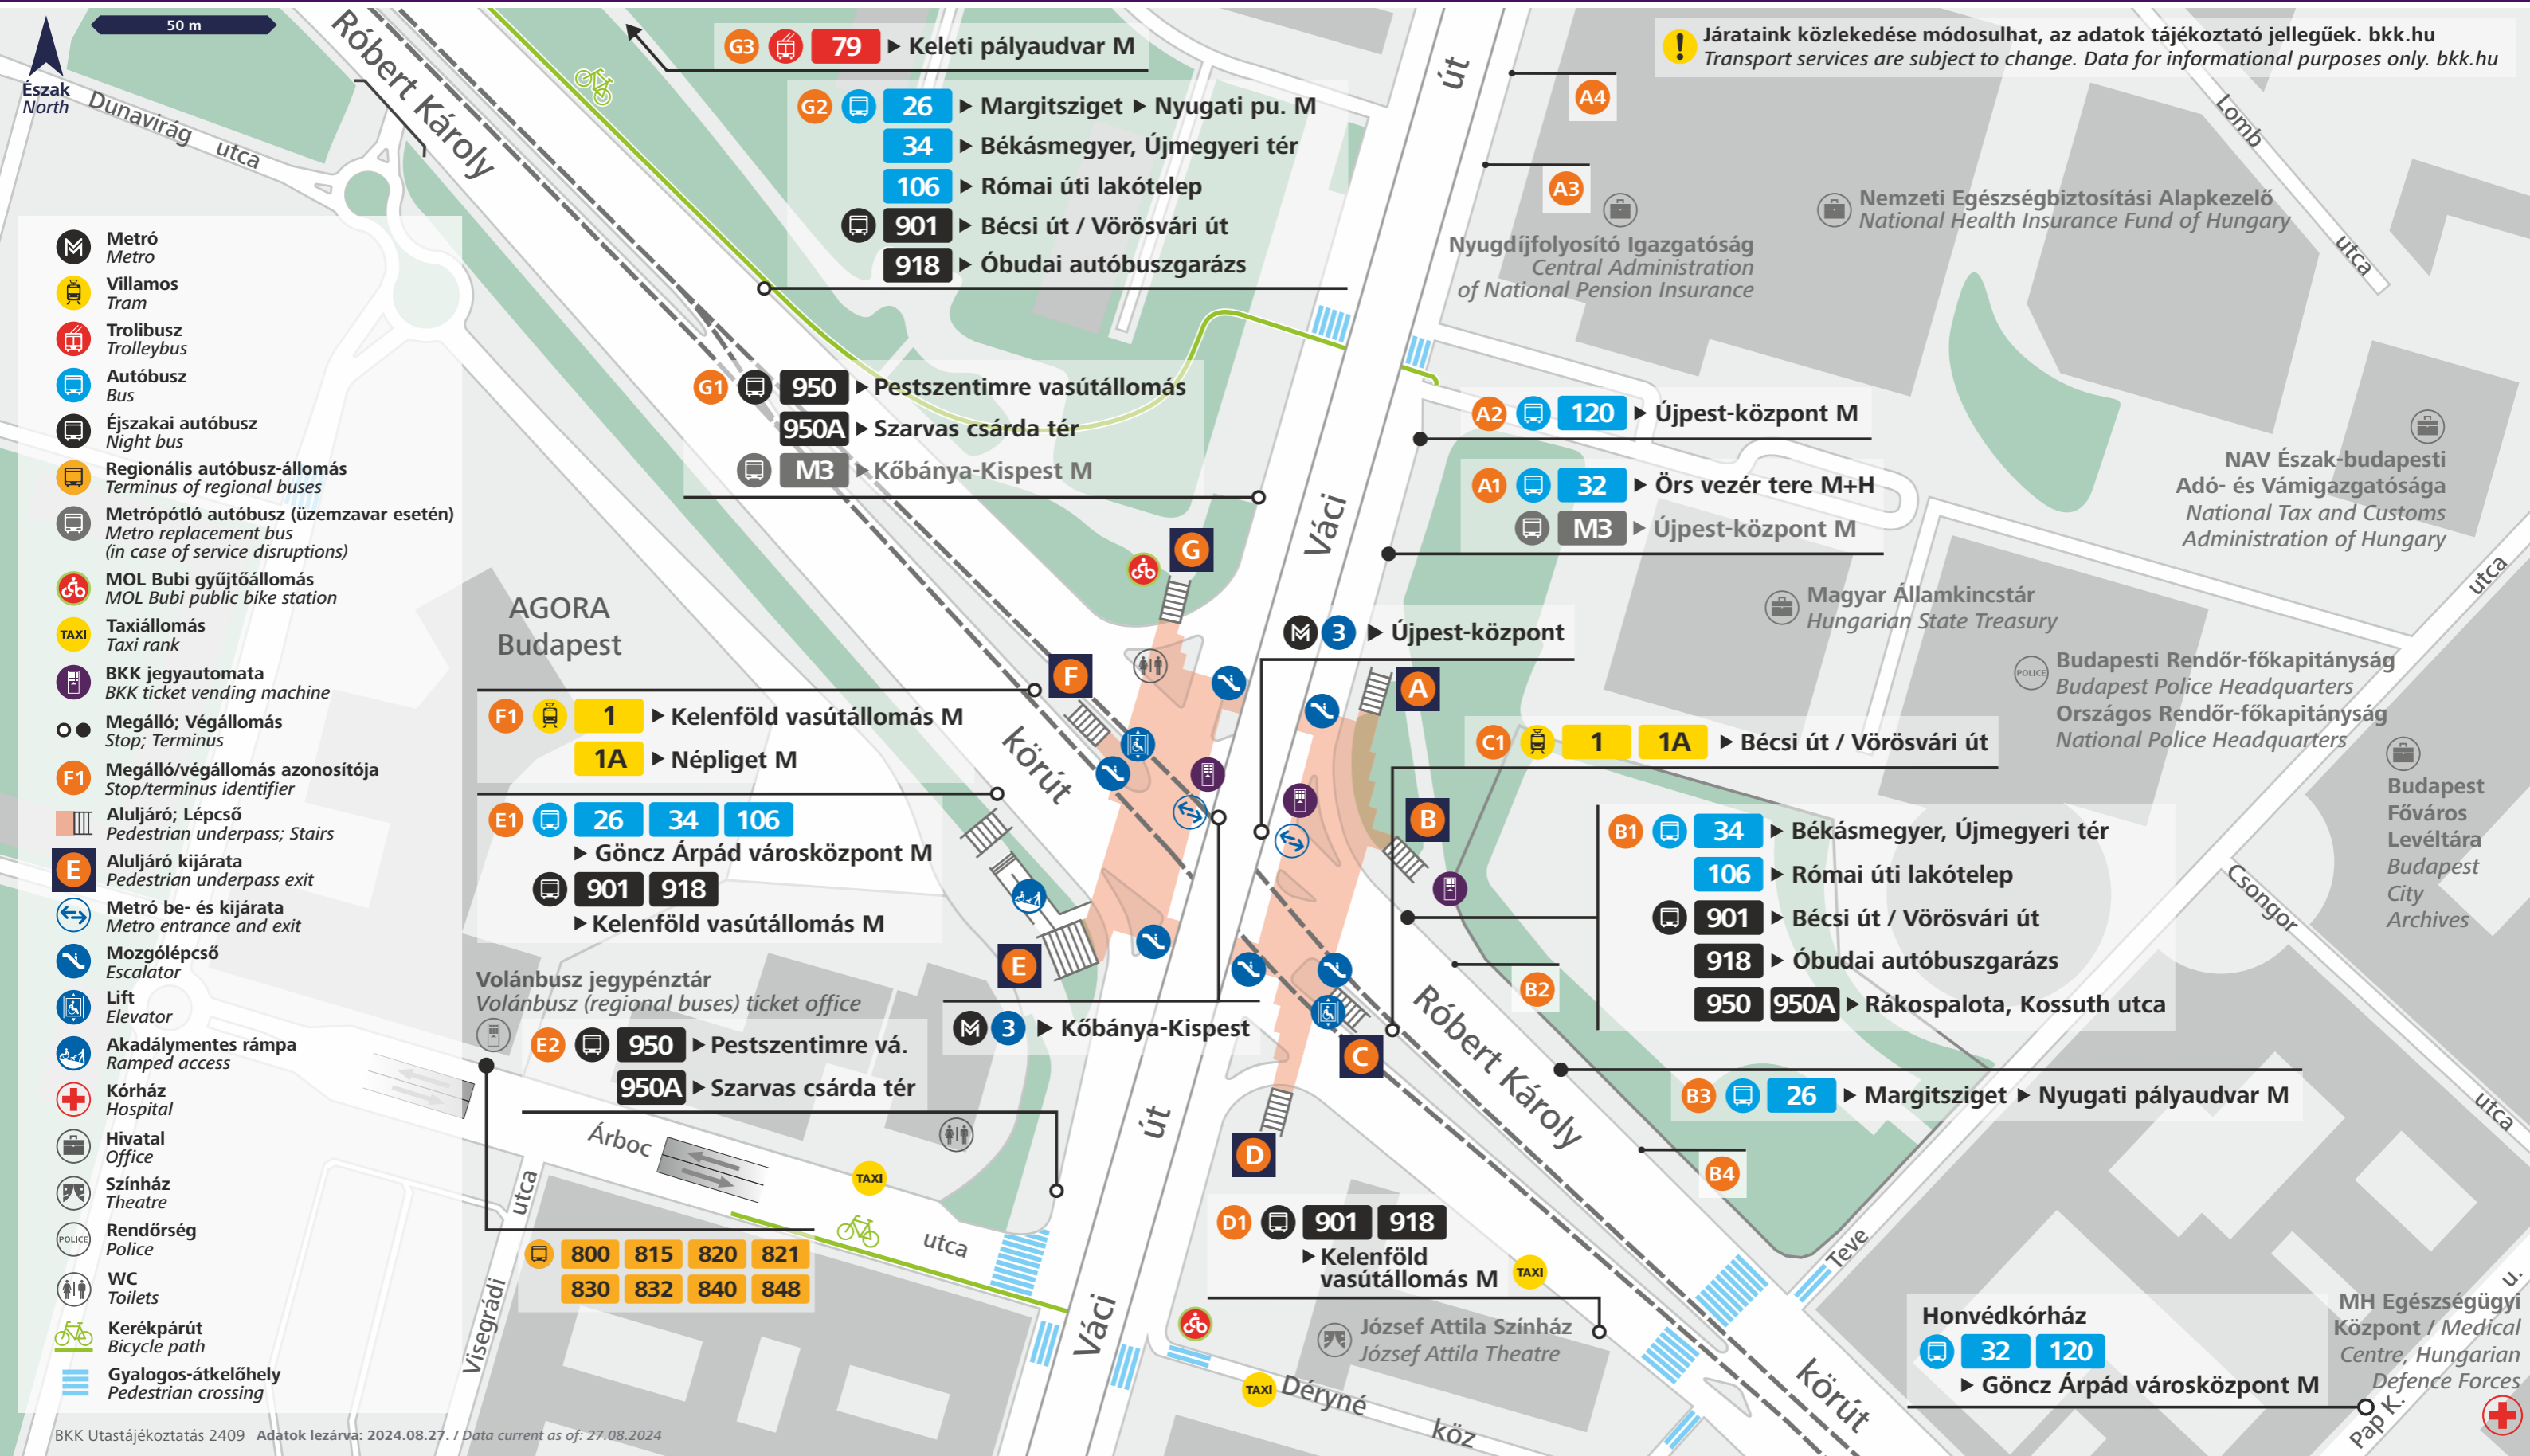 50 m
Észak
North
Dunavirág utca
Róbert Károly
G3 79 Keleti pályaudvar M
G2 26 Margitsziget Nyugati pu. M
34 Békásmegyer, Újmegyeri tér
106 Római úti lakótelep
901 Bécsi út / Vörösvári út
918 Óbudai autóbuszgarázs
út
Járataink közlekedése módosulhat, az adatok tájékoztató jellegűek. bkk.hu
Transport services are subject to change. Data for informational purposes only. bkk.hu
A4
A3
Lomb
utca
Nyugdíjfolyosító Igazgatóság
Central Administration
of National Pension Insurance
Nemzeti Egészségbiztosítási Alapkezelő
National Health Insurance Fund of Hungary
Metró
Metro
Villamos
Tram
Trolibusz
Trolleybus
Autóbusz
Bus
Éjszakai autóbusz
Night bus
Regionális autóbusz-állomás
Terminus of regional buses
Metrópótló autóbusz (üzemzavar esetén)
Metro replacement bus
(in case of service disruptions)
MOL Bubi gyűjtőállomás
MOL Bubi public bike station
TAXI
Taxiállomás
Taxi rank
BKK jegyautomata
BKK ticket vending machine
Megálló; Végállomás
Stop; Terminus
F1
Megálló/végállomás azonosítója
Stop/terminus identifier
Aluljáró; Lépcső
Pedestrian underpass; Stairs
E
Aluljáró kijárata
Pedestrian underpass exit
Metró be- és kijárata
Metro entrance and exit
Mozgólépcső
Escalator
Lift
Elevator
Akadálymentes rámpa
Ramped access
Kórház
Hospital
Hivatal
Office
Színház
Theatre
POLICE
Rendőrség
Police
WC
Toilets
Kerékpárút
Bicycle path
Gyalogos-átkelőhely
Pedestrian crossing
G1 950 Pestszentimre vasútállomás
950A Szarvas csárda tér
M3 Kőbánya-Kispest M
A2 120 Újpest-központ M
A1 32 Örs vezér tere M+H
M3 Újpest-központ M
Váci
NAV Észak-budapesti
Adó- és Vámigazgatósága
National Tax and Customs
Administration of Hungary
utca
G
AGORA
Budapest
Magyar Államkincstár
Hungarian State Treasury
M 3 Újpest-központ
F
A
POLICE
Budapesti Rendőr-főkapitányság
Budapest Police Headquarters
Országos Rendőr-főkapitányság
National Police Headquarters
F1 1 Kelenföld vasútállomás M
1A Népliget M
körút
C1 1 1A Bécsi út / Vörösvári út
Budapest
Főváros
Levéltára
Budapest
City
Archives
E1 26 34 106
Göncz Árpád városközpont M
901 918
Kelenföld vasútállomás M
B
B1 34 Békásmegyer, Újmegyeri tér
106 Római úti lakótelep
901 Bécsi út / Vörösvári út
918 Óbudai autóbuszgarázs
950 950A Rákospalota, Kossuth utca
Csongor
utca
E
B2
Volánbusz jegypénztár
Volánbusz (regional buses) ticket office
E2 950 Pestszentimre vá.
950A Szarvas csárda tér
M 3 Kőbánya-Kispest
C
Róbert Károly
B3 26 Margitsziget Nyugati pályaudvar M
B4
D
út
Árboc
utca
TAXI
utca
Visegrádi
800 815 820 821
830 832 840 848
D1 901 918
Kelenföld
vasútállomás M
TAXI
Teve
Váci
József Attila Színház
József Attila Theatre
TAXI
Déryné
köz
körút
Honvédkórház
32 120
Göncz Árpád városközpont M
MH Egészségügyi
Központ / Medical
Centre, Hungarian
Defence Forces
Pap K.
u.
BKK Utastájékoztatás 2409 Adatok lezárva: 2024.08.27. / Data current as of: 27.08.2024